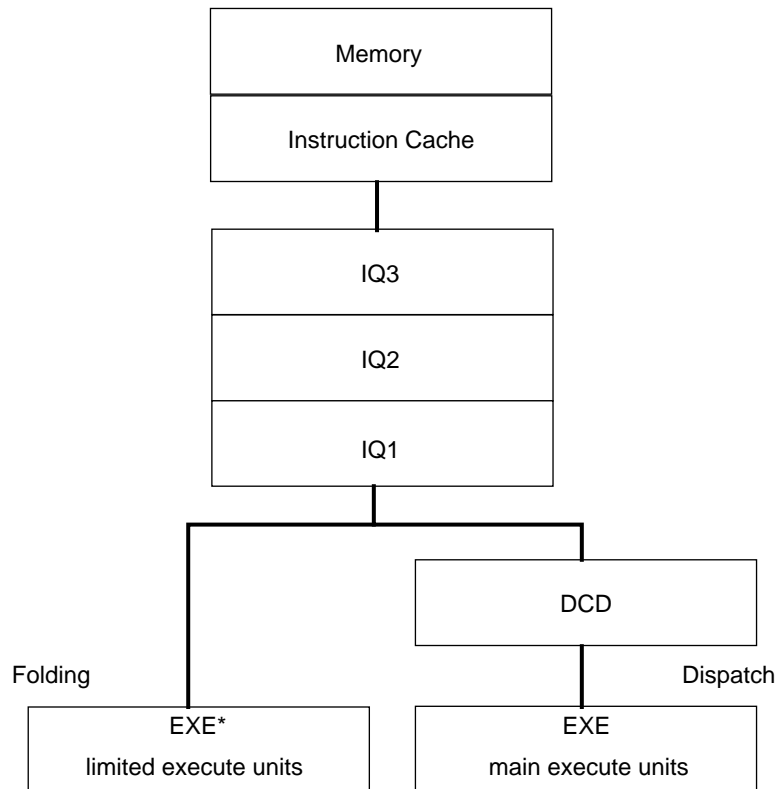 Memory
Instruction Cache
IQ3
IQ2
IQ1
DCD
Folding
Dispatch
EXE*
limited execute units
EXE
main execute units